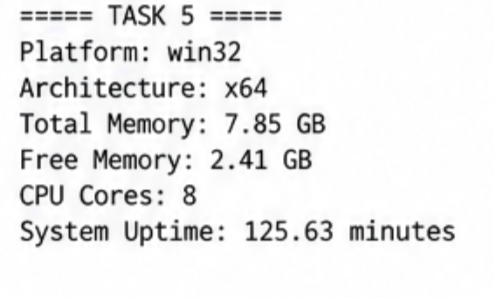 ===== TASK 5 =====
Platform: win32
Architecture: x64
Total Memory: 7.85 GB
Free Memory: 2.41 GB
CPU Cores: 8
System Uptime: 125.63 minutes